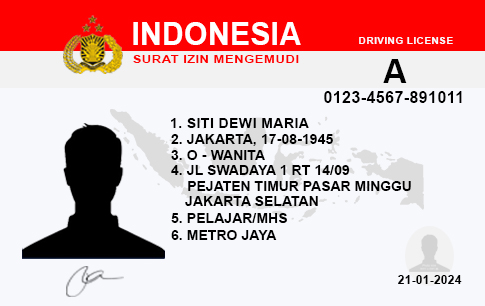 INDONESIA
SURAT IZIN MENGEMUDI
DRIVING LICENSE
A
0123-4567-891011
1. SITI DEWI MARIA
2. JAKARTA, 17-08-1945
3. O - WANITA
4. JL SWADAYA 1 RT 14/09
PEJATEN TIMUR PASAR MINGGU
JAKARTA SELATAN
5. PELAJAR/MHS
6. METRO JAYA
21-01-2024